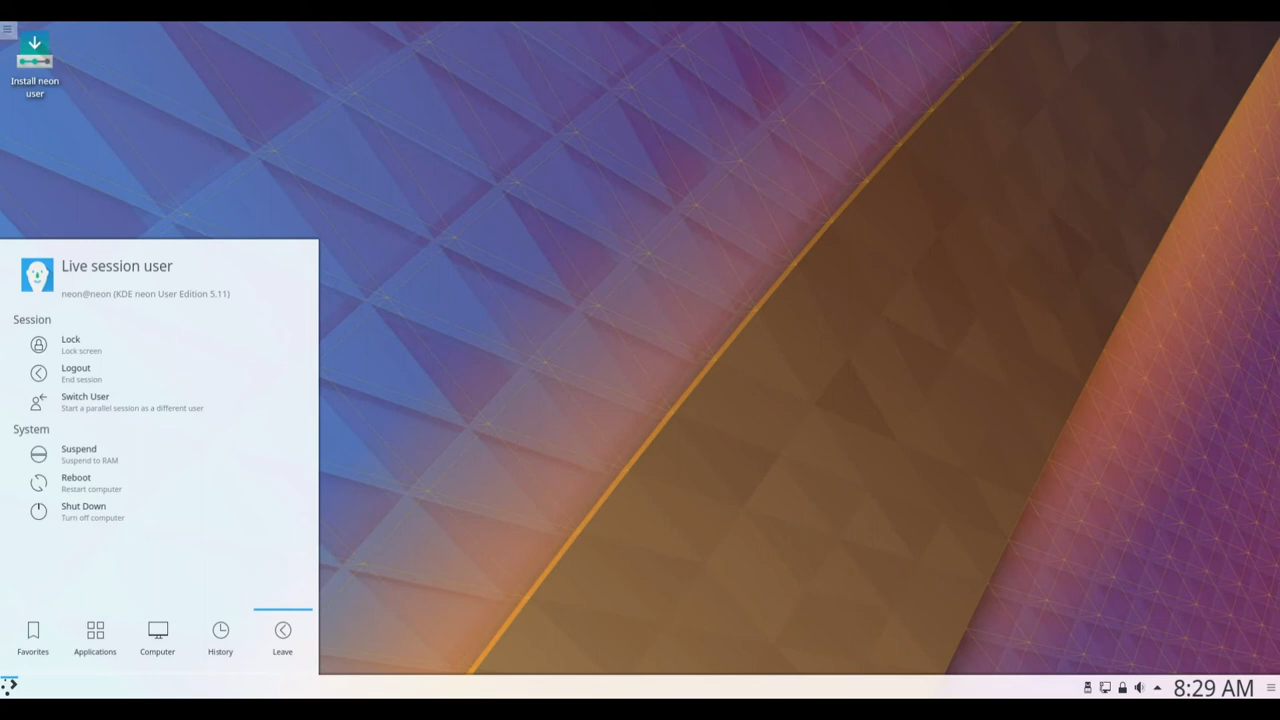 Install neon
user
Live session user
neon@neon (KDE neon User Edition 5.11)
Session
Lock
Lock screen
Logout
End session
Switch User
Start a parallel session as a different user
System
Suspend
Suspend to RAM
Reboot
Restart computer
Shut Down
Turn off computer
Favorites Applications Computer History Leave
8:29 AM